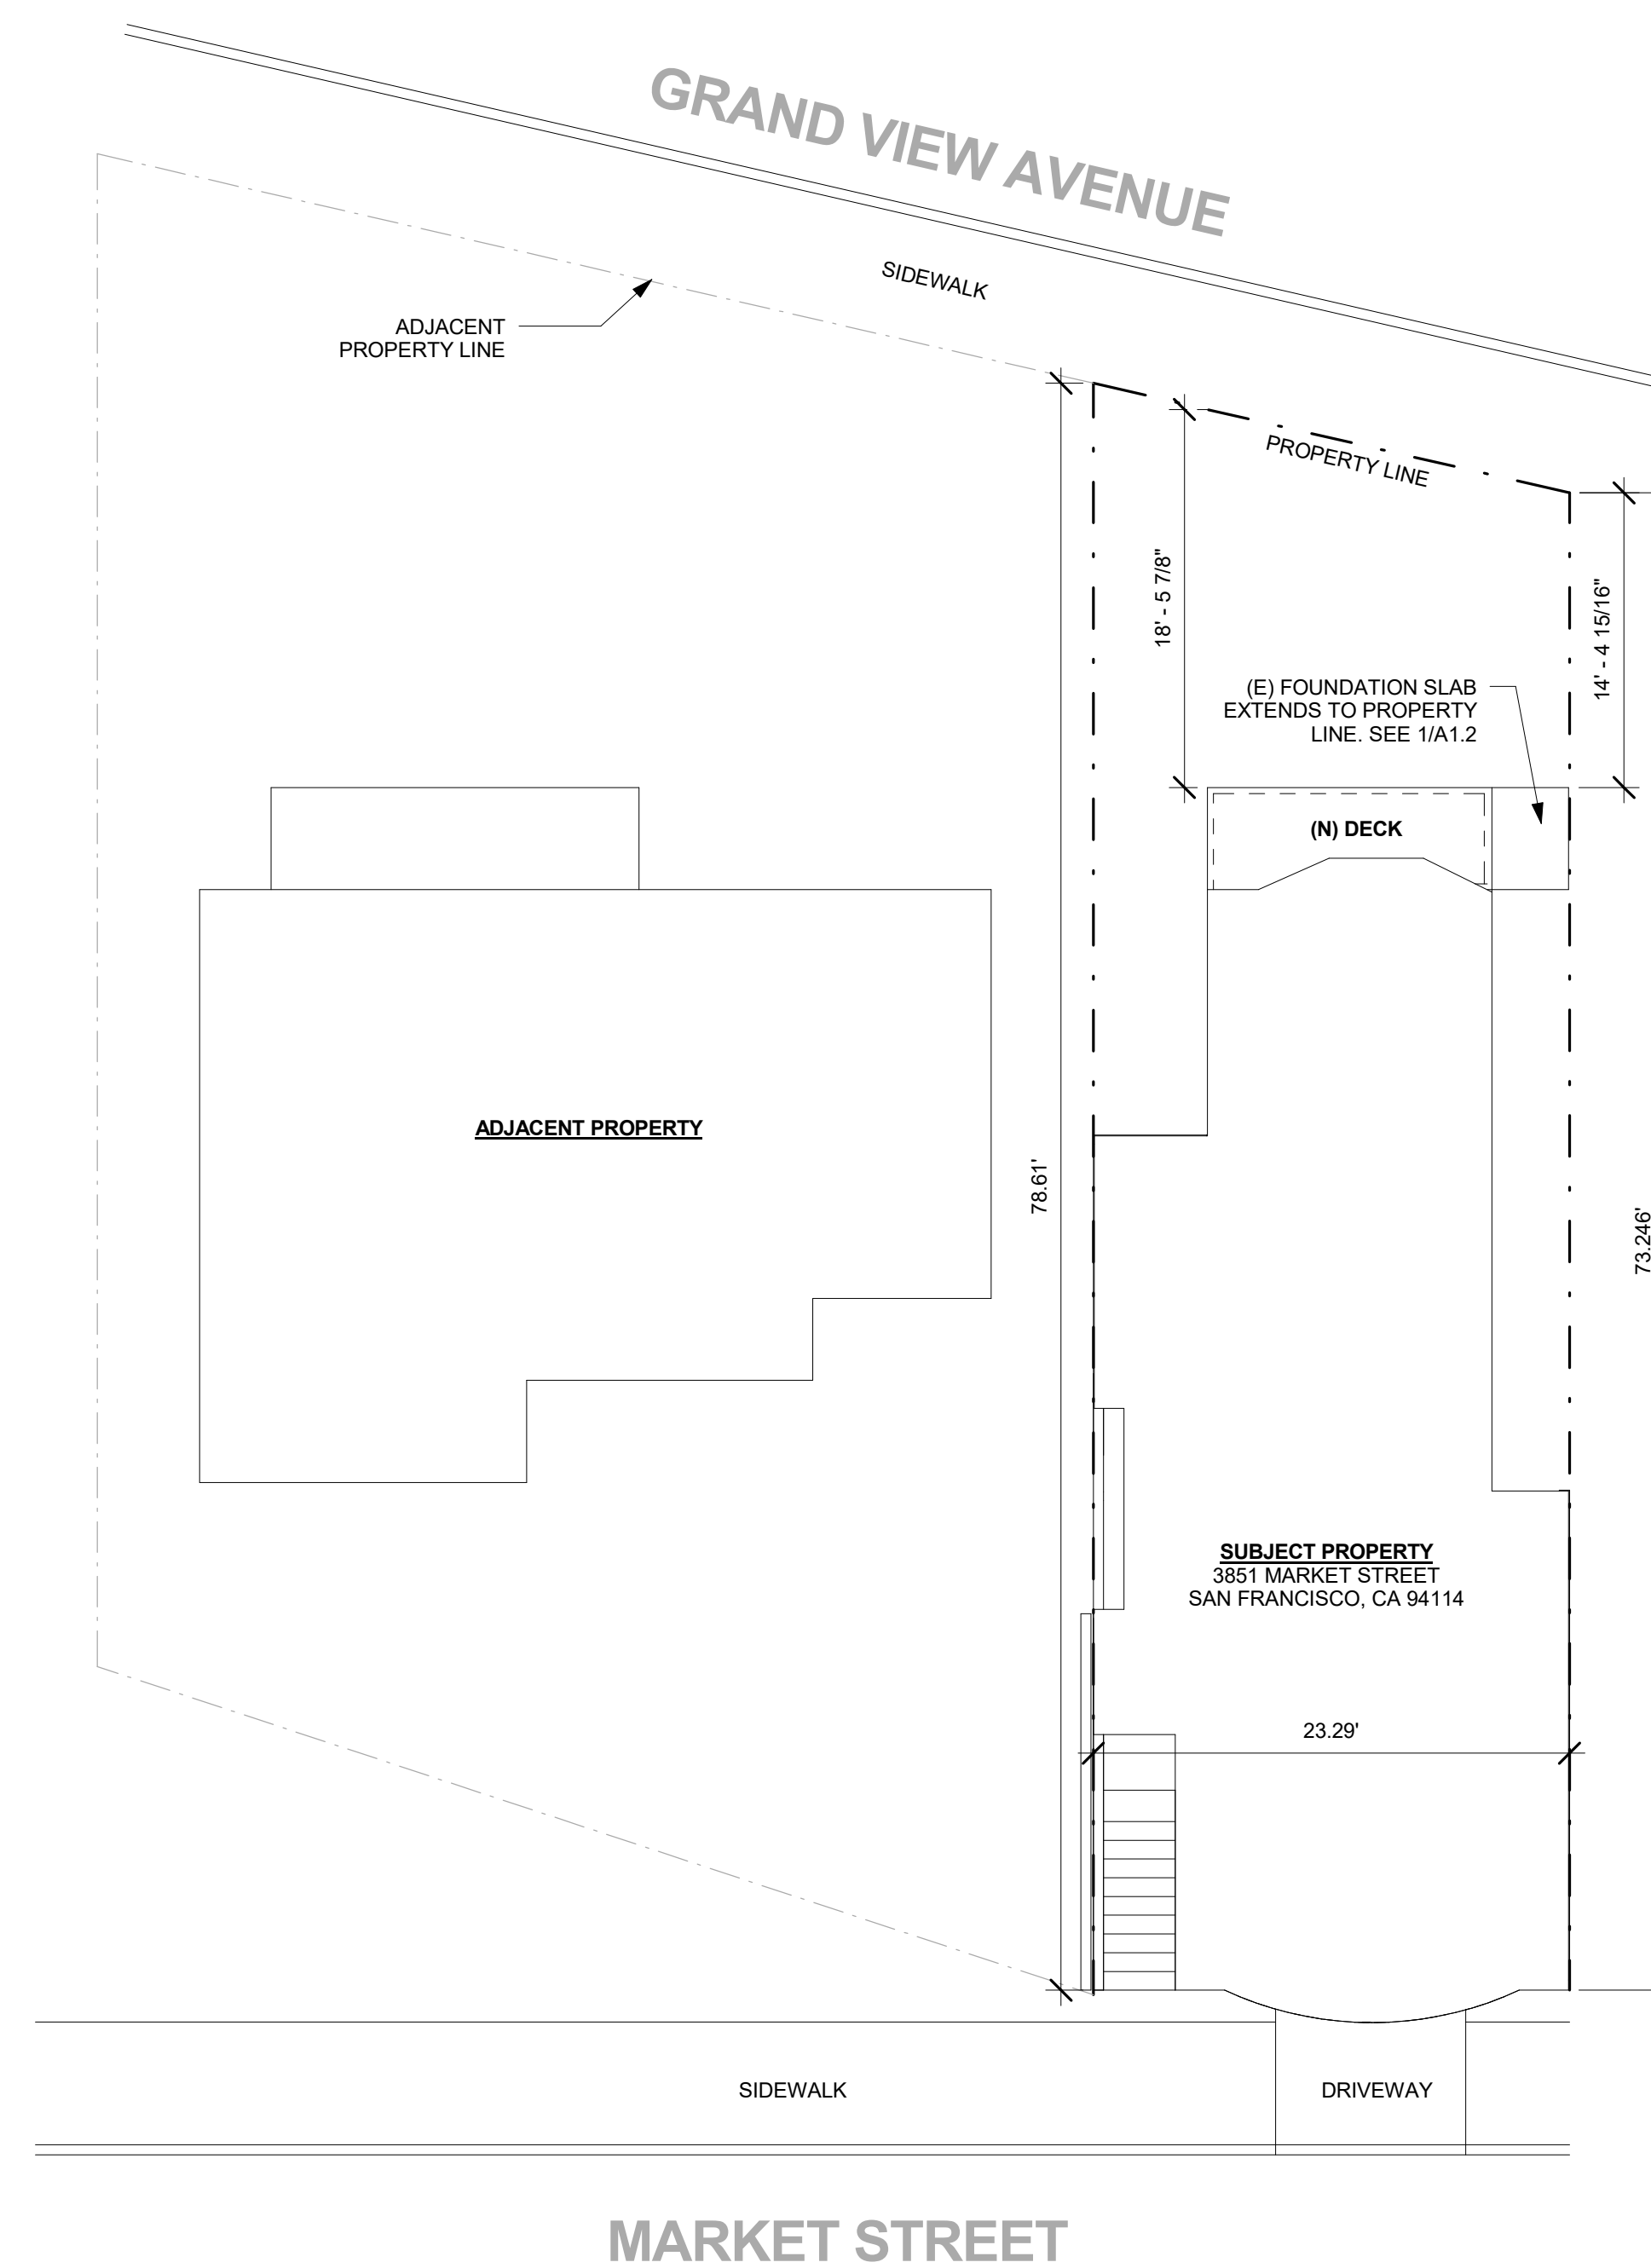 GRAND VIEW AVENUE
SIDEWALK
ADJACENT
PROPERTY LINE
PROPERTY LINE
18' - 5 7/8"
14' - 4 15/16"
(E) FOUNDATION SLAB
EXTENDS TO PROPERTY
LINE. SEE 1/A1.2
(N) DECK
ADJACENT PROPERTY
78.61'
73.246'
SUBJECT PROPERTY
3851 MARKET STREET
SAN FRANCISCO, CA 94114
23.29'
SIDEWALK
DRIVEWAY
MARKET STREET